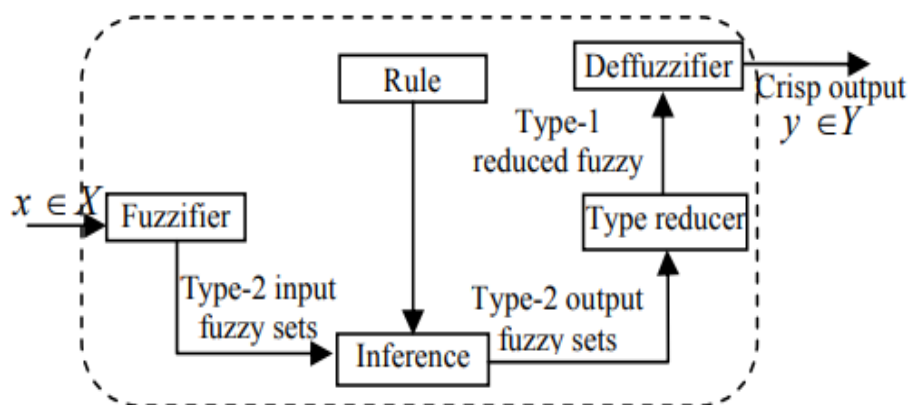 Rule
Deffuzzifier
Crisp output
y ∈Y
Type-1
reduced fuzzy
x ∈ X
Fuzzifier
Type reducer
Type-2 input
fuzzy sets
Type-2 output
fuzzy sets
Inference